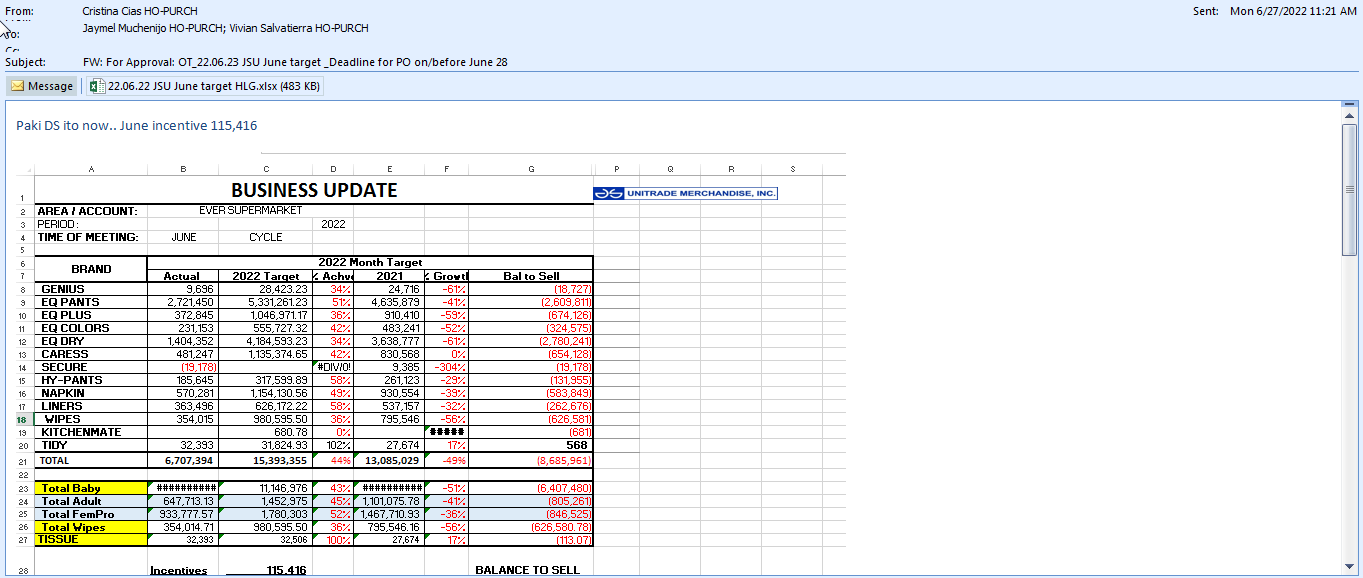 From: Cristina Cias HO-PURCH Sent: Mon 6/27/2022 11:21 AM
To: Jaymel Muchenijo HO-PURCH; Vivian Salvatierra HO-PURCH
Subject: FW: For Approval: OT_22.06.23 JSU June target _Deadline for PO on/before June 28
Message 22.06.22 JSU June target HLG.xlsx (483 KB)
Paki DS ito now.. June incentive 115,416
A B C D E F G P Q R S
1 BUSINESS UPDATE UNITRADE MERCHANDISE, INC.
2 AREA / ACCOUNT: EVER SUPERMARKET
3 PERIOD: 2022
4 TIME OF MEETING: JUNE CYCLE
5
6 BRAND 2022 Month Target
7 Actual 2022 Target % Achv 2021 % Growtl Bal to Sell
8 GENIUS 9,696 28,423.23 34% 24,716 -61% (18,727)
9 EQ PANTS 2,721,450 5,331,261.23 51% 4,635,879 -41% (2,609,811)
10 EQ PLUS 372,845 1,046,971.17 36% 910,410 -59% (674,126)
11 EQ COLORS 231,153 555,727.32 42% 483,241 -52% (324,575)
12 EQ DRY 1,404,352 4,184,593.23 34% 3,638,777 -61% (2,780,241)
13 CARESS 481,247 1,135,374.65 42% 830,568 0% (654,128)
14 SECURE (19,178) #DIV/0! 9,385 -304% (19,178)
15 HY-PANTS 185,645 317,599.89 58% 261,123 -29% (131,955)
16 NAPKIN 570,281 1,154,130.56 49% 930,554 -39% (583,849)
17 LINERS 363,496 626,172.22 58% 537,157 -32% (262,676)
18 WIPES 354,015 980,595.50 36% 795,546 -56% (626,581)
19 KITCHENMATE 680.78 0% ##### (681)
20 TIDY 32,393 31,824.93 102% 27,674 17% 568
21 TOTAL 6,707,394 15,393,355 44% 13,085,029 -49% (8,685,961)
22
23 Total Baby ########## 11,146,976 43% ########## -51% (6,407,480)
24 Total Adult 647,713.13 1,452,975 45% 1,101,075.78 -41% (805,261)
25 Total FemPro 933,777.57 1,780,303 52% 1,467,710.93 -36% (846,525)
26 Total Wipes 354,014.71 980,595.50 36% 795,546.16 -56% (626,580.78)
27 TISSUE 32,393 32,506 100% 27,674 17% (113.07)
28 Incentives 115,416 BALANCE TO SELL